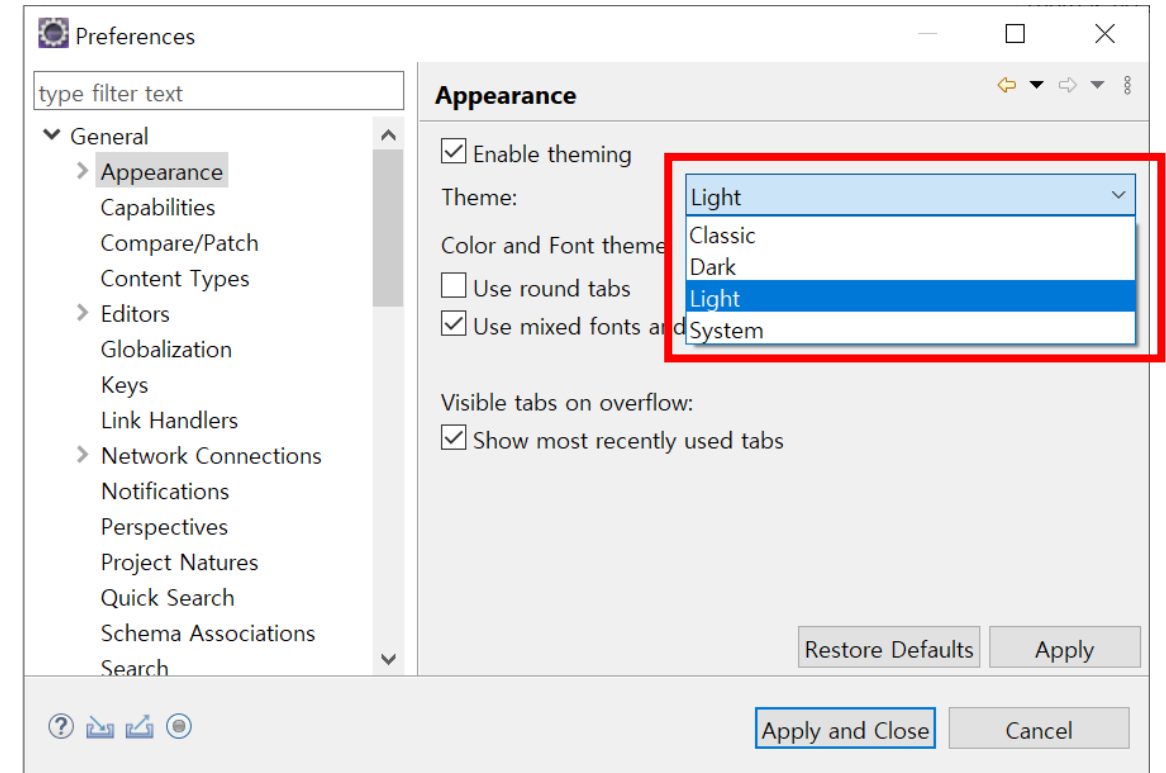 Preferences
type filter text
General
Appearance
Capabilities
Compare/Patch
Content Types
Editors
Globalization
Keys
Link Handlers
Network Connections
Notifications
Perspectives
Project Natures
Quick Search
Schema Associations
Search
Appearance
Enable theming
Theme:
Light
Classic
Dark
Light
System
Color and Font theme
Use round tabs
Use mixed fonts and
Visible tabs on overflow:
Show most recently used tabs
Restore Defaults
Apply
Apply and Close
Cancel